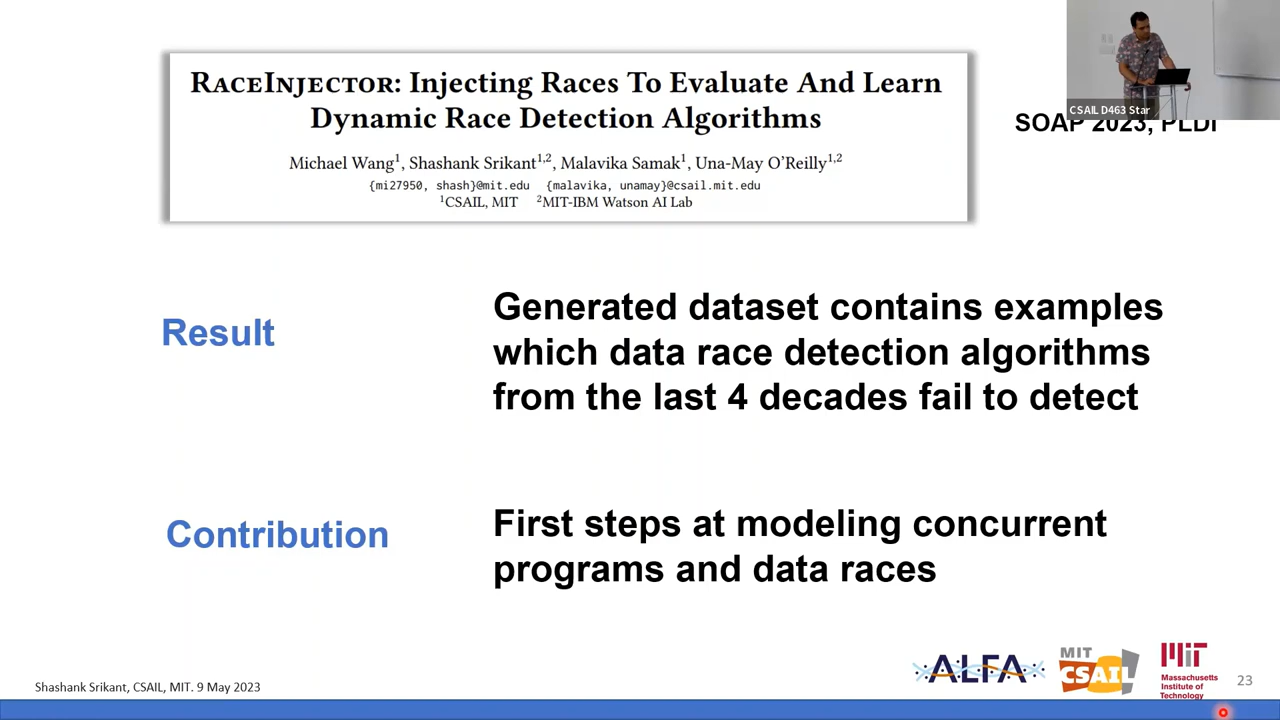 RACEINJECTOR: Injecting Races To Evaluate And Learn
Dynamic Race Detection Algorithms
Michael Wang¹, Shashank Srikant¹,², Malavika Samak¹, Una-May O'Reilly¹,²
{mi27950, shash}@mit.edu {malavika, unamay}@csail.mit.edu
¹CSAIL, MIT ²MIT-IBM Watson AI Lab
CSAIL D463 Star
SOAP 2023, PLDI
Result
Generated dataset contains examples
which data race detection algorithms
from the last 4 decades fail to detect
Contribution
First steps at modeling concurrent
programs and data races
Shashank Srikant, CSAIL, MIT. 9 May 2023
ALFA
MIT
CSAIL
MIT
Massachusetts
Institute of
Technology
23